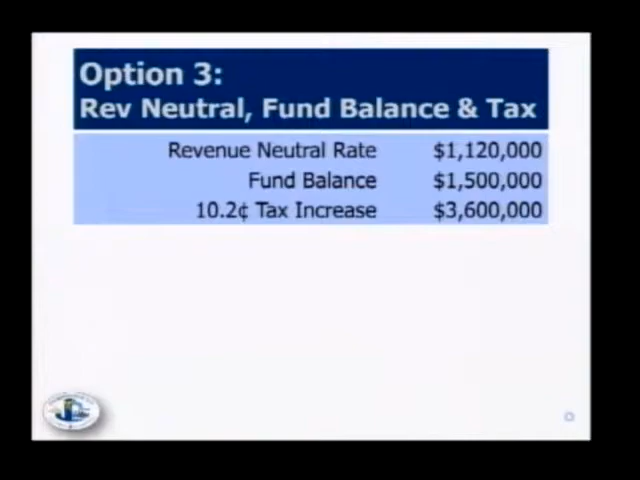 Option 3:
Rev Neutral, Fund Balance & Tax
Revenue Neutral Rate $1,120,000
Fund Balance $1,500,000
10.2¢ Tax Increase $3,600,000